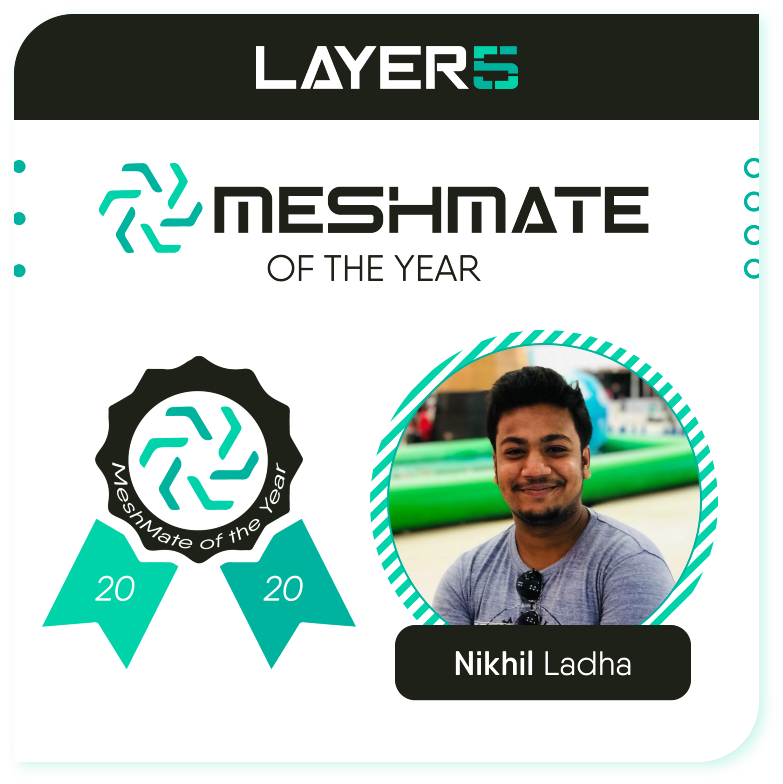 LAYER5
MESHMATE
OF THE YEAR
MeshMate of the Year
20 20
Nikhil Ladha